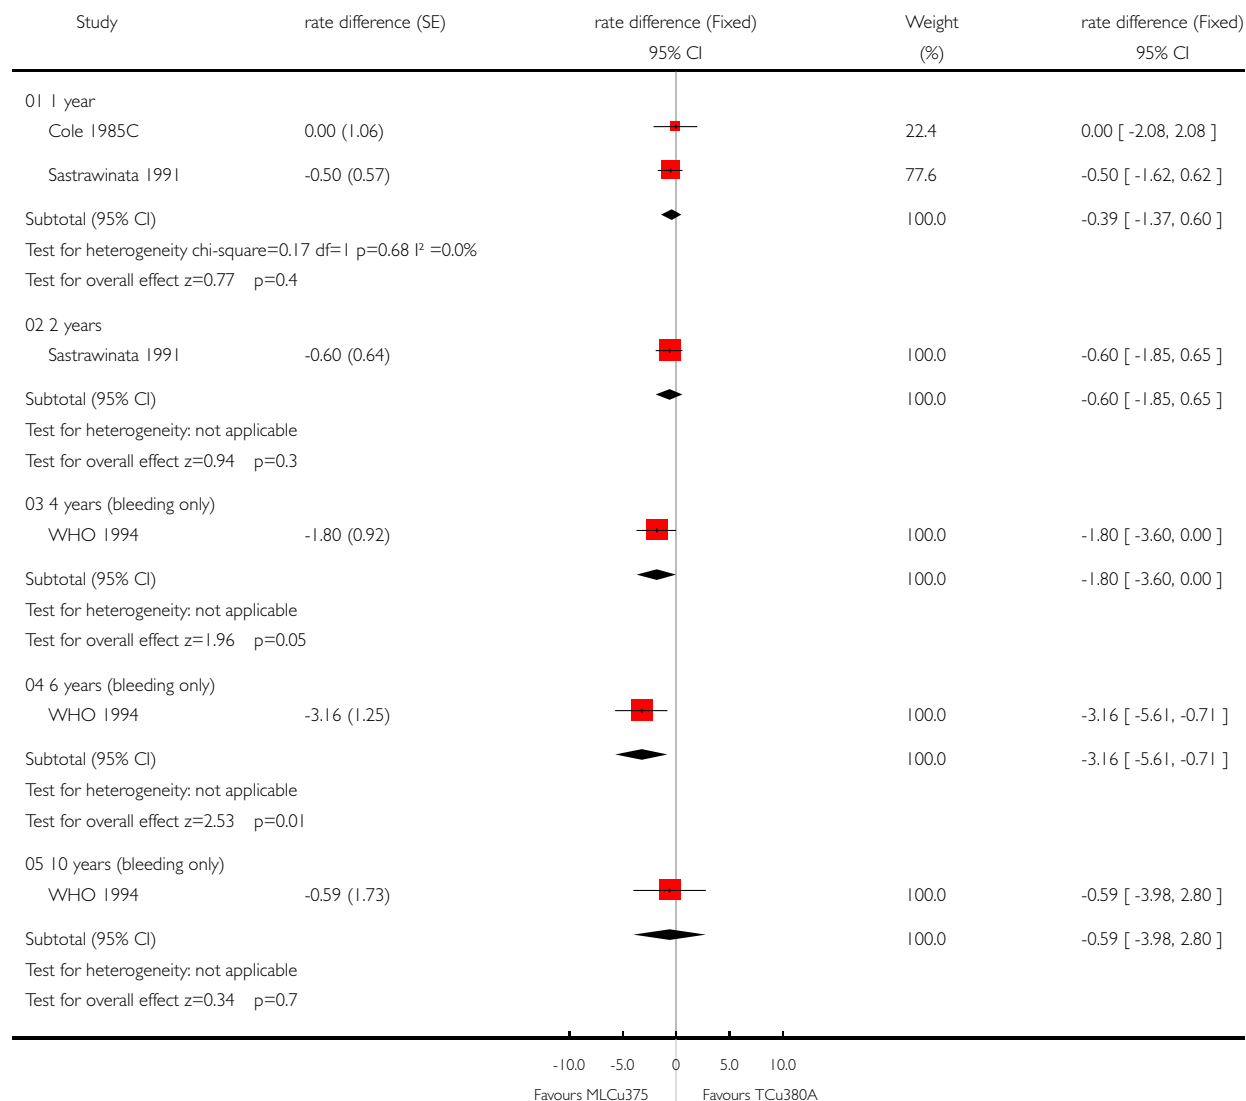 Study rate difference (SE) rate difference (Fixed) Weight rate difference (Fixed)
95% CI (%) 95% CI
01 1 year
Cole 1985C 0.00 (1.06) 22.4 0.00 [ -2.08, 2.08 ]
Sastrawinata 1991 -0.50 (0.57) 77.6 -0.50 [ -1.62, 0.62 ]
Subtotal (95% CI) 100.0 -0.39 [ -1.37, 0.60 ]
Test for heterogeneity chi-square=0.17 df=1 p=0.68 I² =0.0%
Test for overall effect z=0.77 p=0.4
02 2 years
Sastrawinata 1991 -0.60 (0.64) 100.0 -0.60 [ -1.85, 0.65 ]
Subtotal (95% CI) 100.0 -0.60 [ -1.85, 0.65 ]
Test for heterogeneity: not applicable
Test for overall effect z=0.94 p=0.3
03 4 years (bleeding only)
WHO 1994 -1.80 (0.92) 100.0 -1.80 [ -3.60, 0.00 ]
Subtotal (95% CI) 100.0 -1.80 [ -3.60, 0.00 ]
Test for heterogeneity: not applicable
Test for overall effect z=1.96 p=0.05
04 6 years (bleeding only)
WHO 1994 -3.16 (1.25) 100.0 -3.16 [ -5.61, -0.71 ]
Subtotal (95% CI) 100.0 -3.16 [ -5.61, -0.71 ]
Test for heterogeneity: not applicable
Test for overall effect z=2.53 p=0.01
05 10 years (bleeding only)
WHO 1994 -0.59 (1.73) 100.0 -0.59 [ -3.98, 2.80 ]
Subtotal (95% CI) 100.0 -0.59 [ -3.98, 2.80 ]
Test for heterogeneity: not applicable
Test for overall effect z=0.34 p=0.7
-10.0 -5.0 0 5.0 10.0
Favours MLCu375 Favours TCu380A